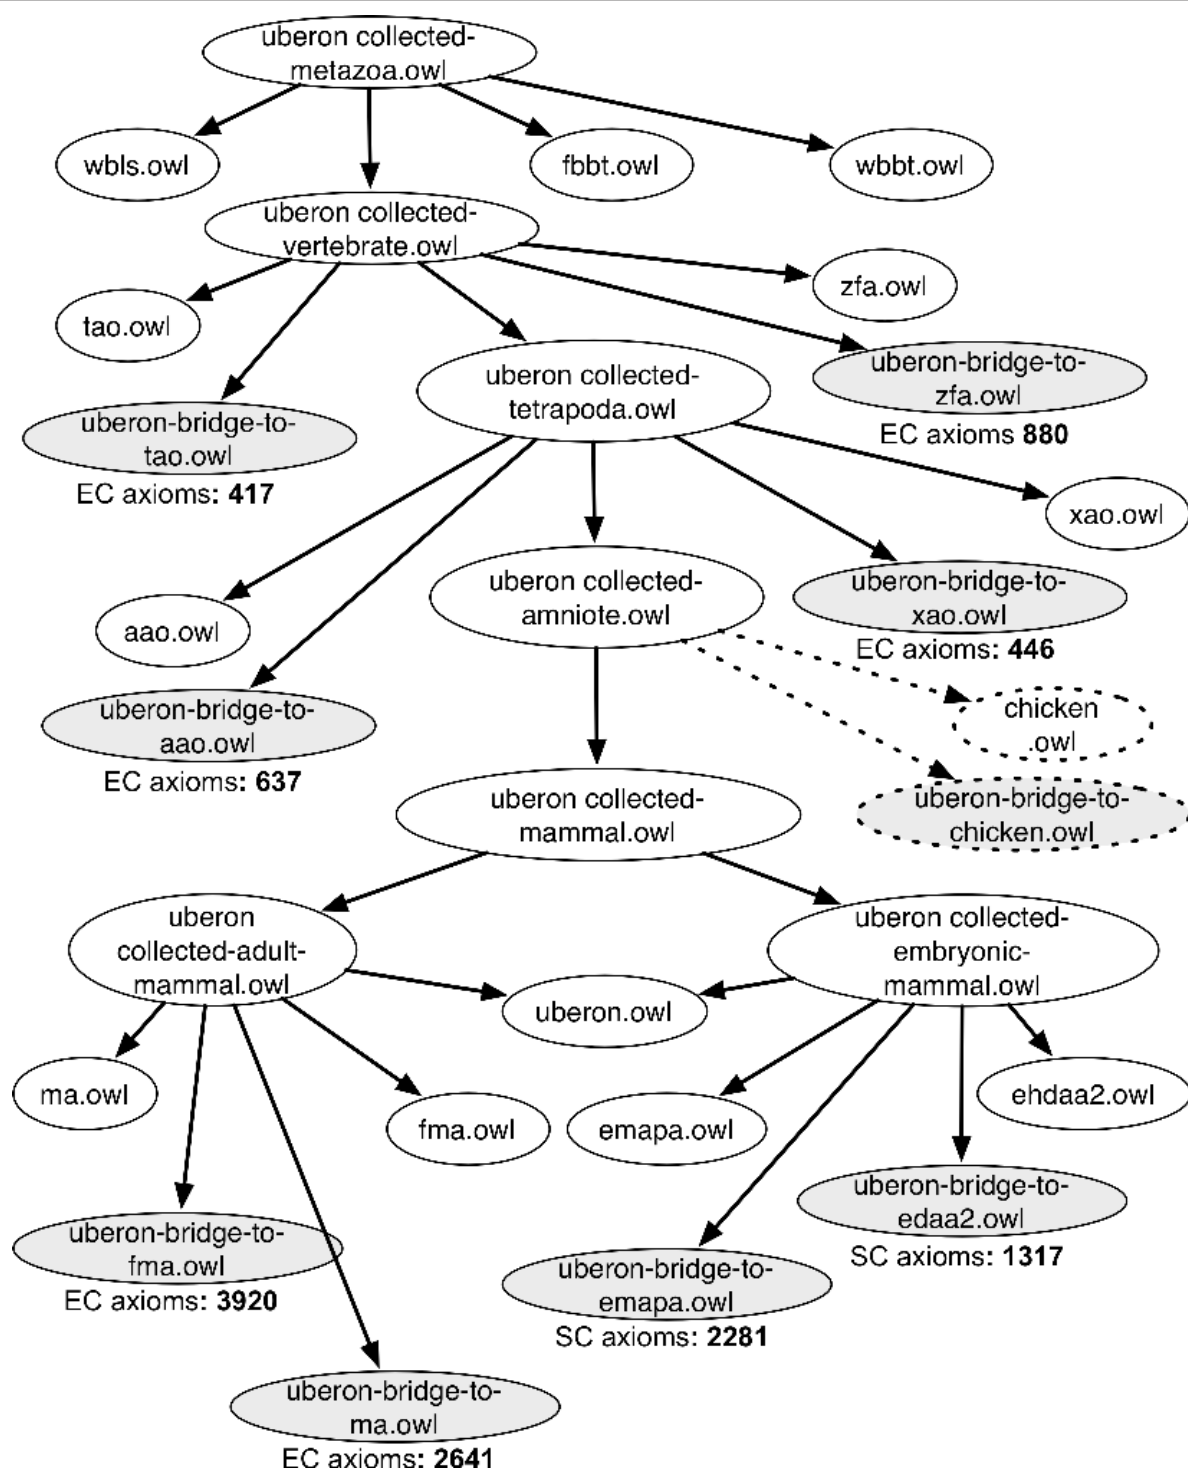 uberon collected-
metazoa.owl
wbls.owl
fbbt.owl
wbbt.owl
uberon collected-
vertebrate.owl
zfa.owl
tao.owl
uberon-bridge-to-
zfa.owl
EC axioms 880
uberon collected-
tetrapoda.owl
uberon-bridge-to-
tao.owl
EC axioms: 417
xao.owl
uberon collected-
amniote.owl
uberon-bridge-to-
xao.owl
EC axioms: 446
aao.owl
uberon-bridge-to-
aao.owl
EC axioms: 637
chicken
.owl
uberon-bridge-to-
chicken.owl
uberon collected-
mammal.owl
uberon
collected-adult-
mammal.owl
uberon collected-
embryonic-
mammal.owl
uberon.owl
ma.owl
fma.owl
emapa.owl
ehdaa2.owl
uberon-bridge-to-
edaa2.owl
SC axioms: 1317
uberon-bridge-to-
fma.owl
EC axioms: 3920
uberon-bridge-to-
emapa.owl
SC axioms: 2281
uberon-bridge-to-
ma.owl
EC axioms: 2641